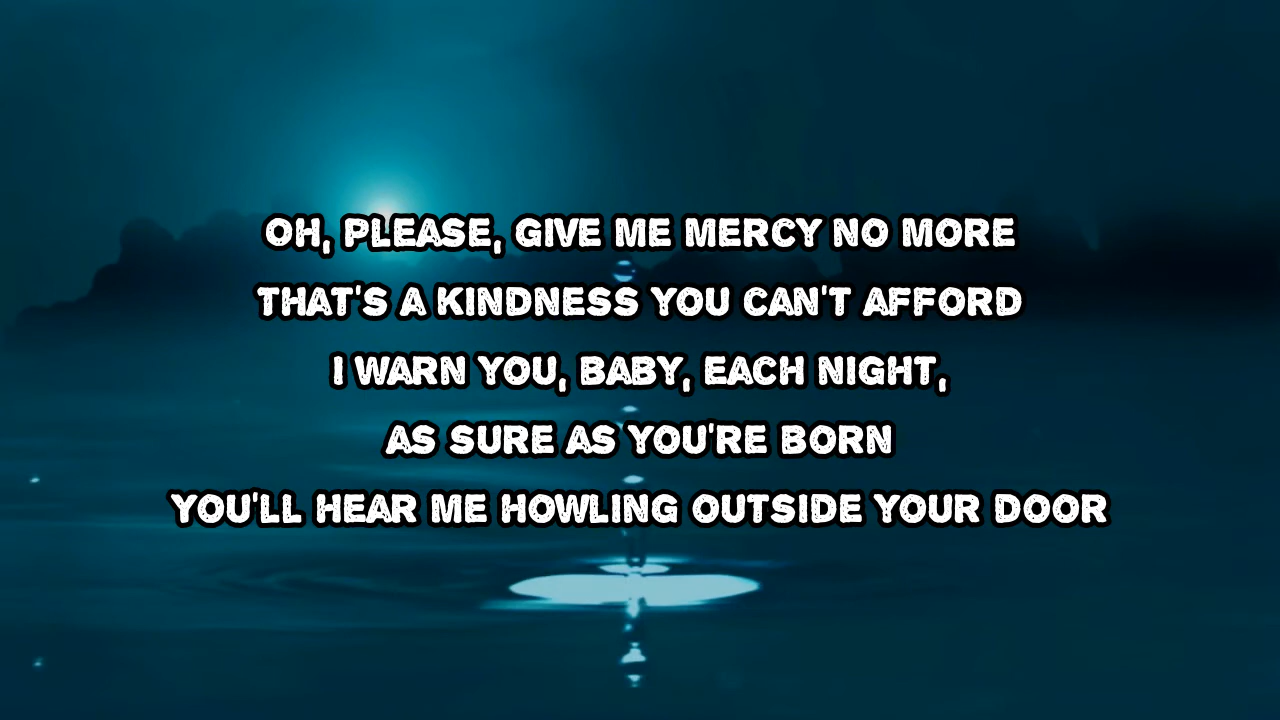 OH, PLEASE, GIVE ME MERCY NO MORE
THAT'S A KINDNESS YOU CAN'T AFFORD
I WARN YOU, BABY, EACH NIGHT,
AS SURE AS YOU'RE BORN
YOU'LL HEAR ME HOWLING OUTSIDE YOUR DOOR